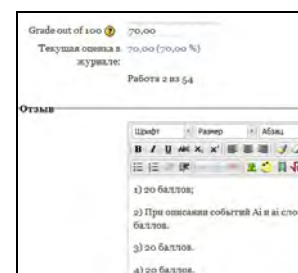 Grade out of 100 70,00
Текущая оценка в 70,00 (70,00 %)
журнале:
Работа 2 из 54
Отзыв
Шрифт Размер Абзац
B I U ABC X, X'
1) 20 баллов;
2) При описании событий Ai и ai сло
баллов.
3) 20 баллов.
4) 20 баллов.